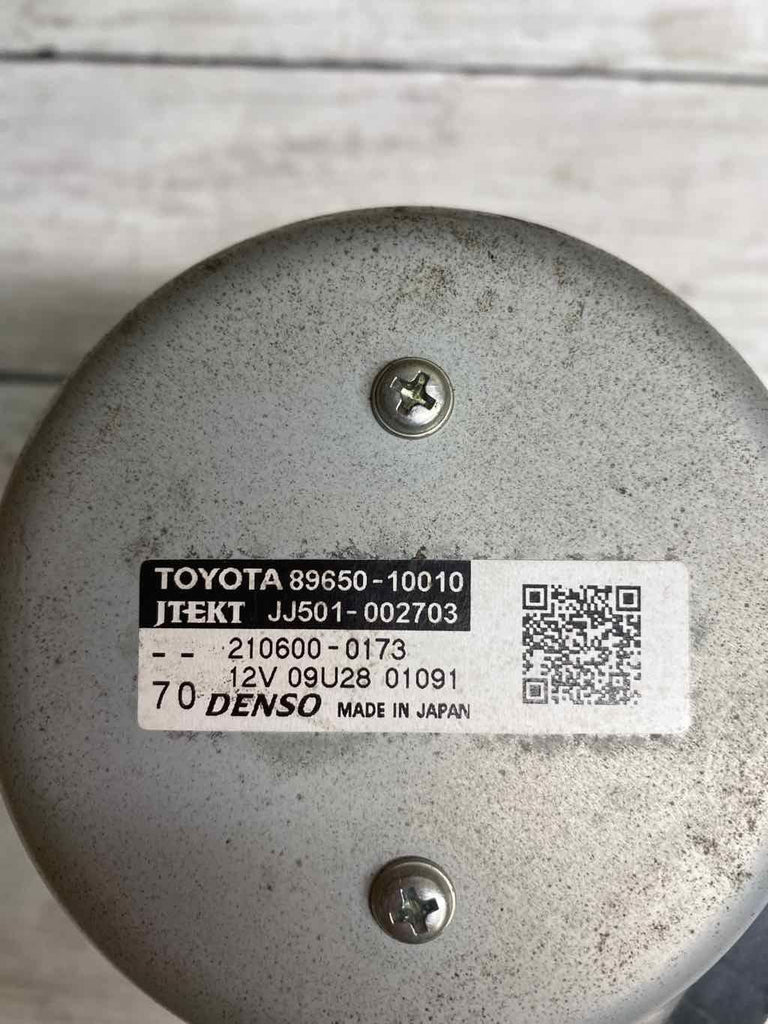 TOYOTA 89650-10010
JTEKT JJ501-002703
-- 210600-0173
12V 09U28 01091
70 DENSO MADE IN JAPAN